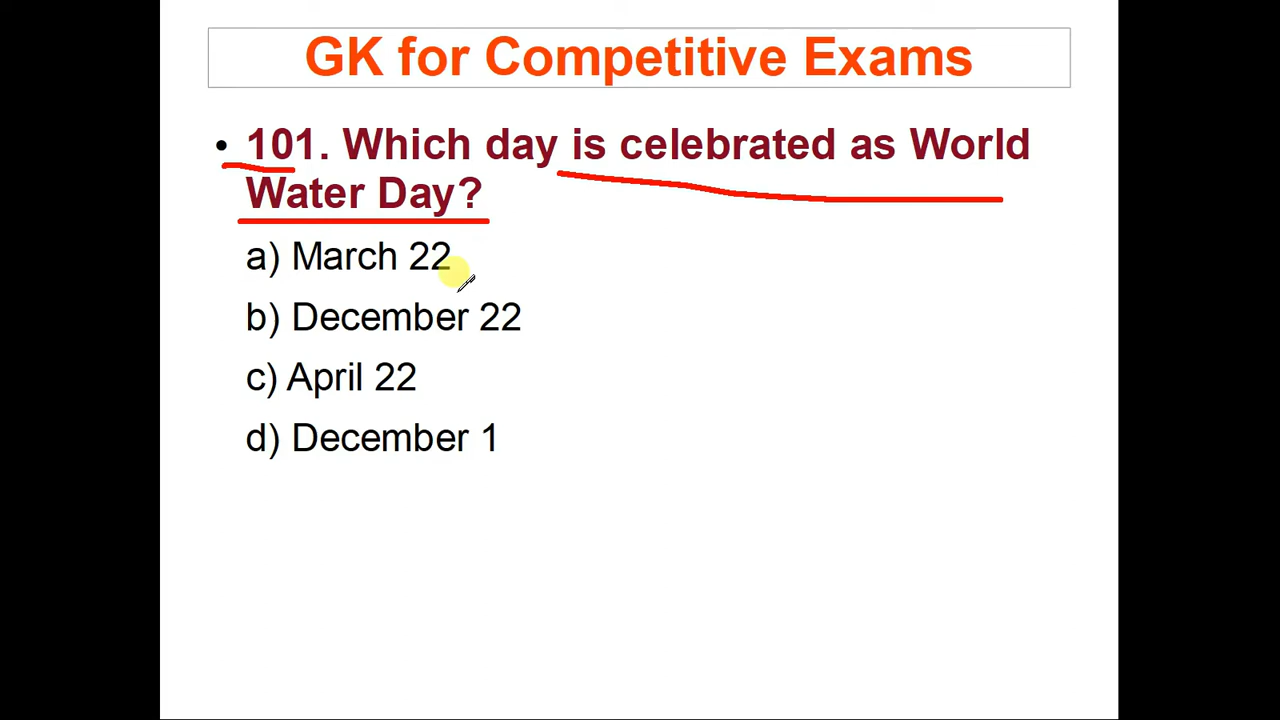 GK for Competitive Exams
• 101. Which day is celebrated as World
Water Day?
a) March 22
b) December 22
c) April 22
d) December 1